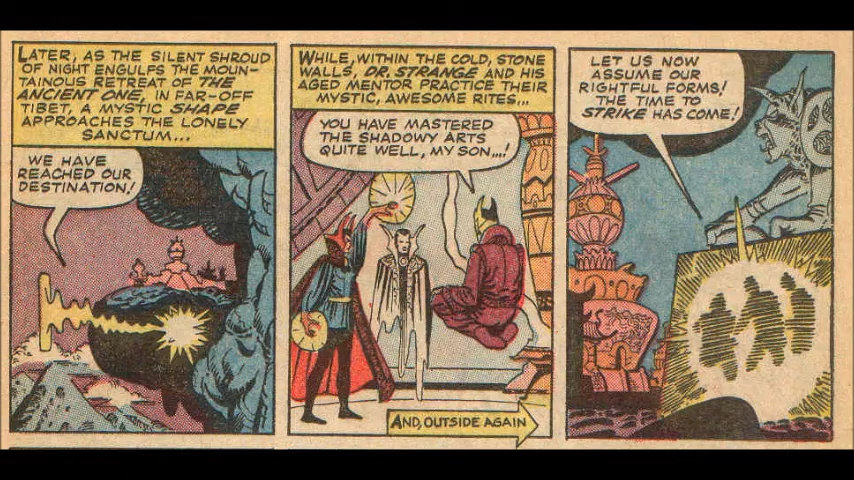 LATER, AS THE SILENT SHROUD
OF NIGHT ENGULFS THE MOUN-
TAINOUS RETREAT OF THE
ANCIENT ONE, IN FAR-OFF
TIBET, A MYSTIC SHAPE
APPROACHES THE LONELY
SANCTUM...
WE HAVE
REACHED OUR
DESTINATION!
WHILE, WITHIN THE COLD, STONE
WALLS, DR. STRANGE AND HIS
AGED MENTOR PRACTICE THEIR
MYSTIC, AWESOME RITES...
YOU HAVE MASTERED
THE SHADOWY ARTS
QUITE WELL, MY SON...!
AND, OUTSIDE AGAIN
LET US NOW
ASSUME OUR
RIGHTFUL FORMS!
THE TIME TO
STRIKE HAS COME!